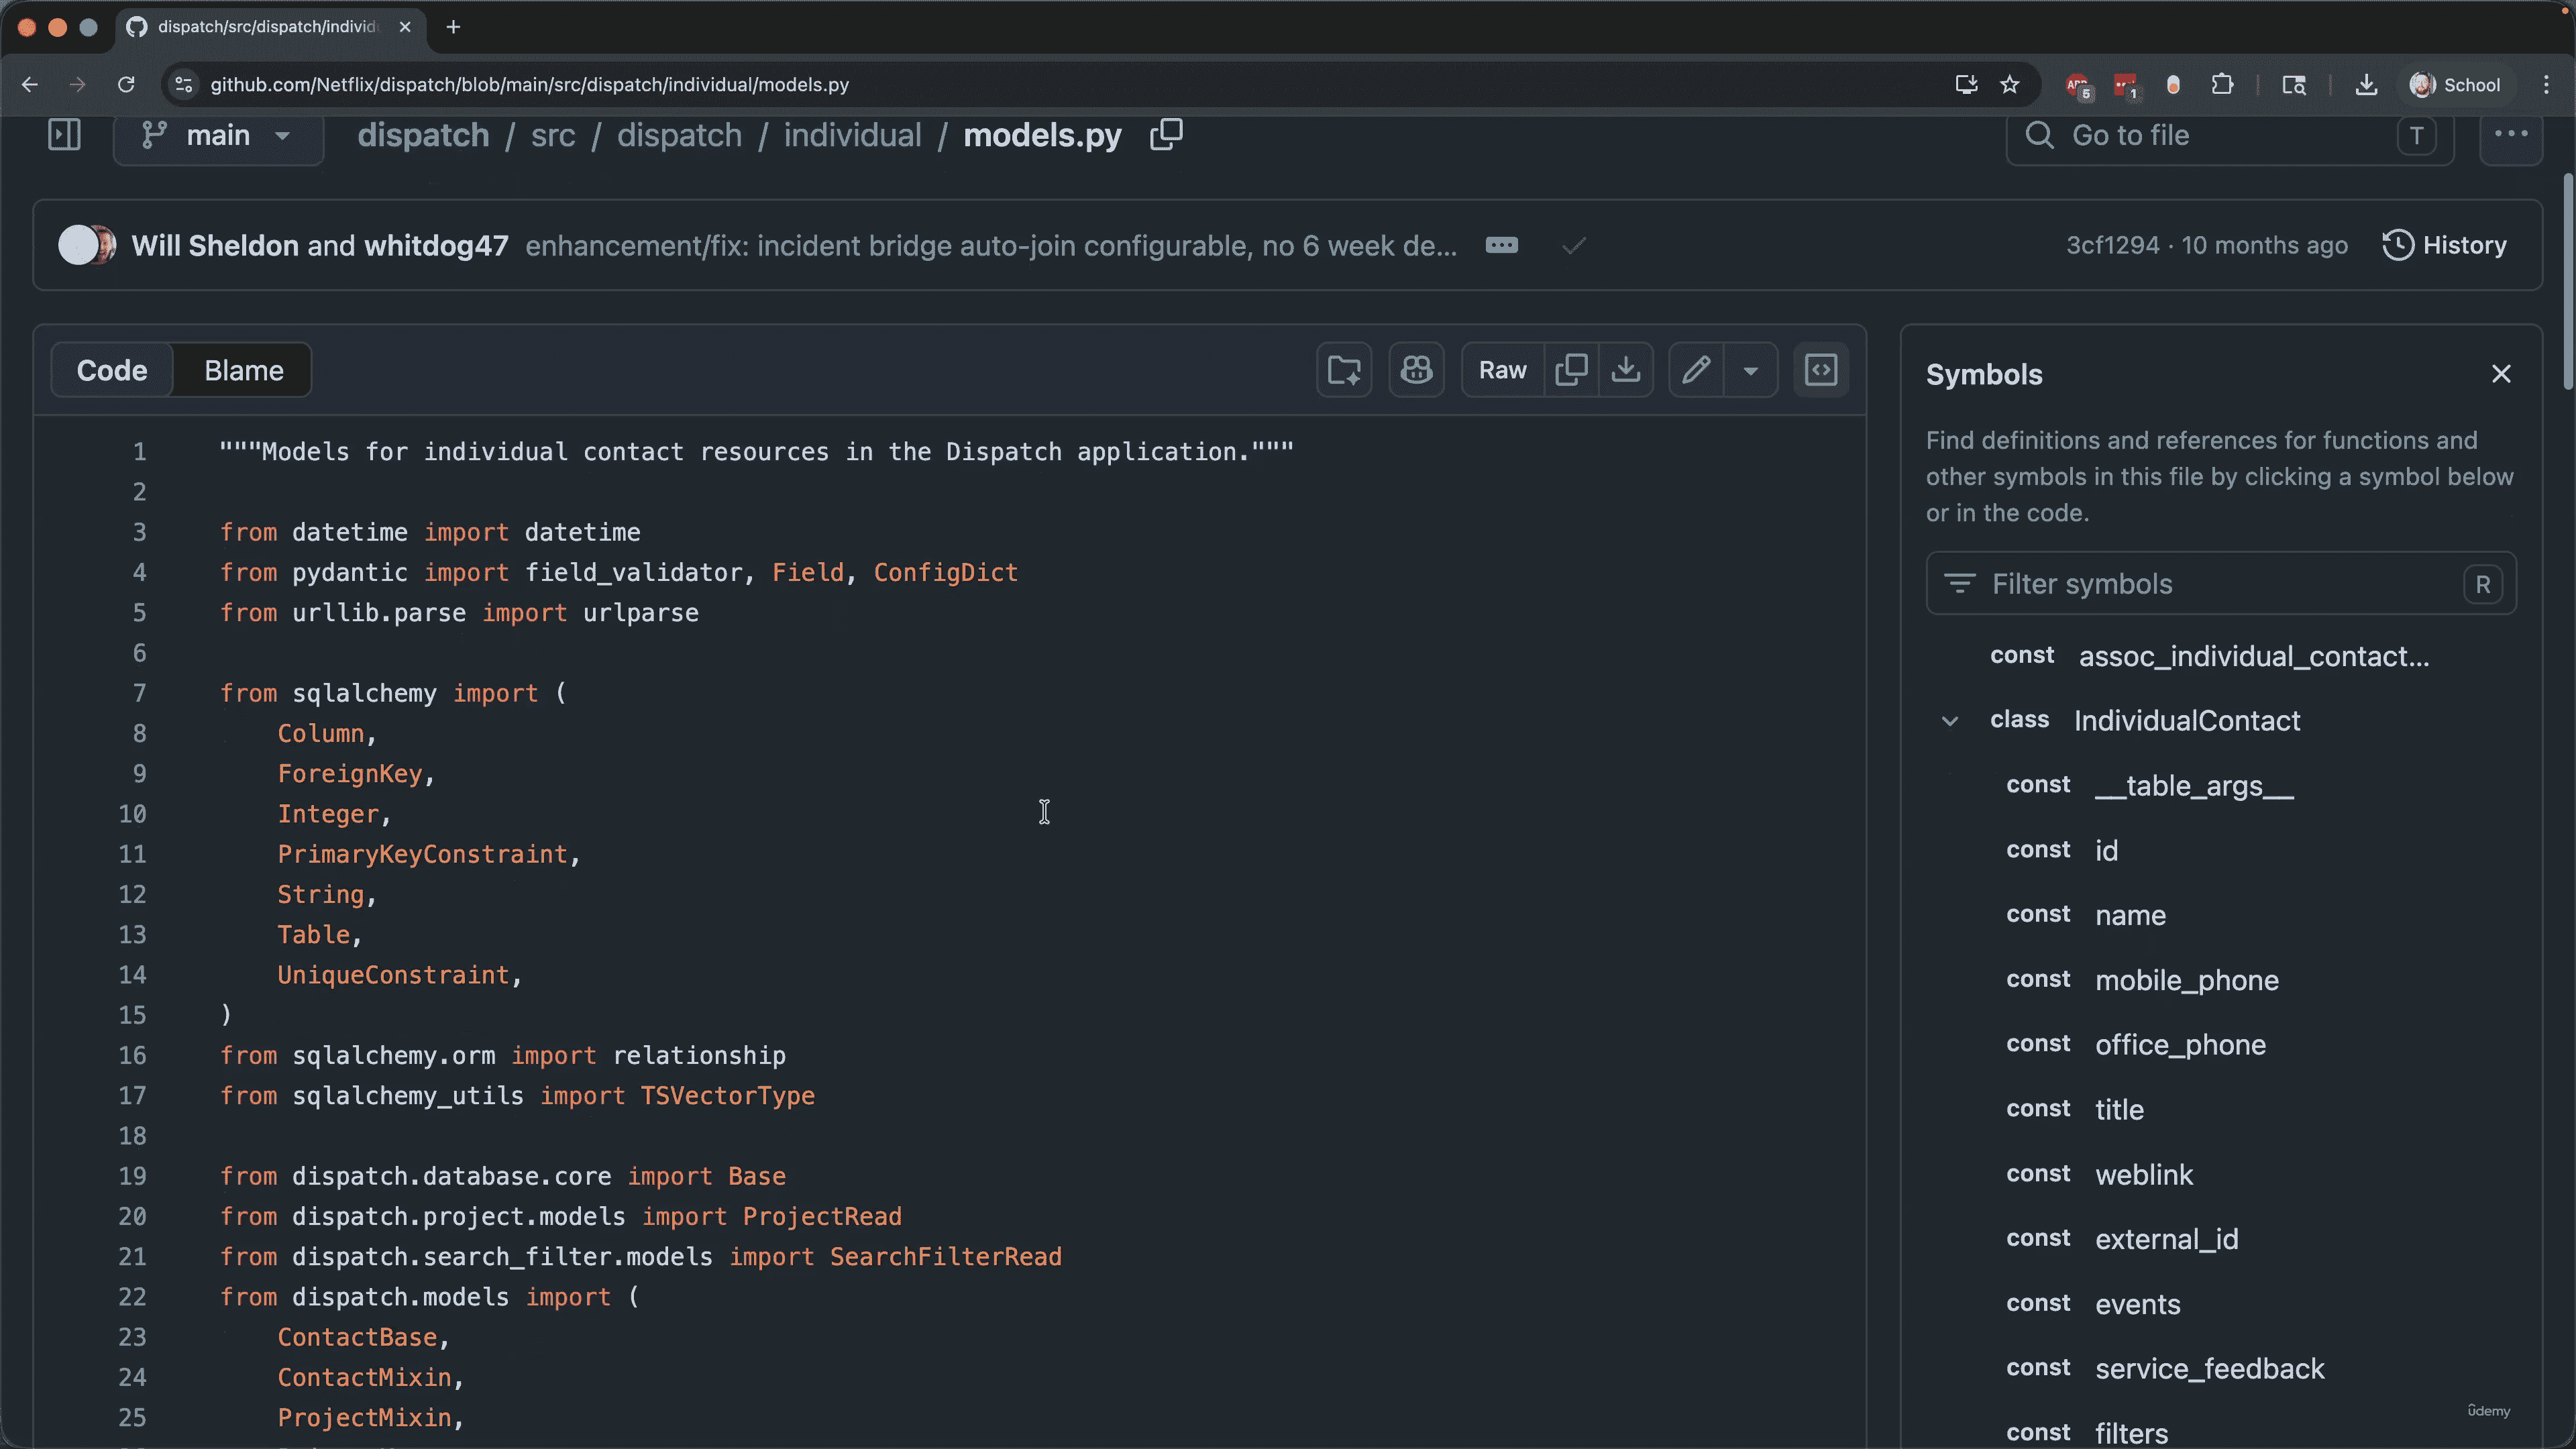 dispatch/src/dispatch/individ
github.com/Netflix/dispatch/blob/main/src/dispatch/individual/models.py
5
1
School
main
dispatch / src / dispatch / individual / models.py
Go to file
T
Will Sheldon and whitdog47 enhancement/fix: incident bridge auto-join configurable, no 6 week de...
3cf1294 · 10 months ago
History
Code
Blame
Raw
1 """Models for individual contact resources in the Dispatch application."""
2
3 from datetime import datetime
4 from pydantic import field_validator, Field, ConfigDict
5 from urllib.parse import urlparse
6
7 from sqlalchemy import (
8 Column,
9 ForeignKey,
10 Integer,
11 PrimaryKeyConstraint,
12 String,
13 Table,
14 UniqueConstraint,
15 )
16 from sqlalchemy.orm import relationship
17 from sqlalchemy_utils import TSVectorType
18
19 from dispatch.database.core import Base
20 from dispatch.project.models import ProjectRead
21 from dispatch.search_filter.models import SearchFilterRead
22 from dispatch.models import (
23 ContactBase,
24 ContactMixin,
25 ProjectMixin,
Symbols
Find definitions and references for functions and
other symbols in this file by clicking a symbol below
or in the code.
Filter symbols
R
const assoc_individual_contact...
class IndividualContact
const __table_args__
const id
const name
const mobile_phone
const office_phone
const title
const weblink
const external_id
const events
const service_feedback
const filters
ûdemy